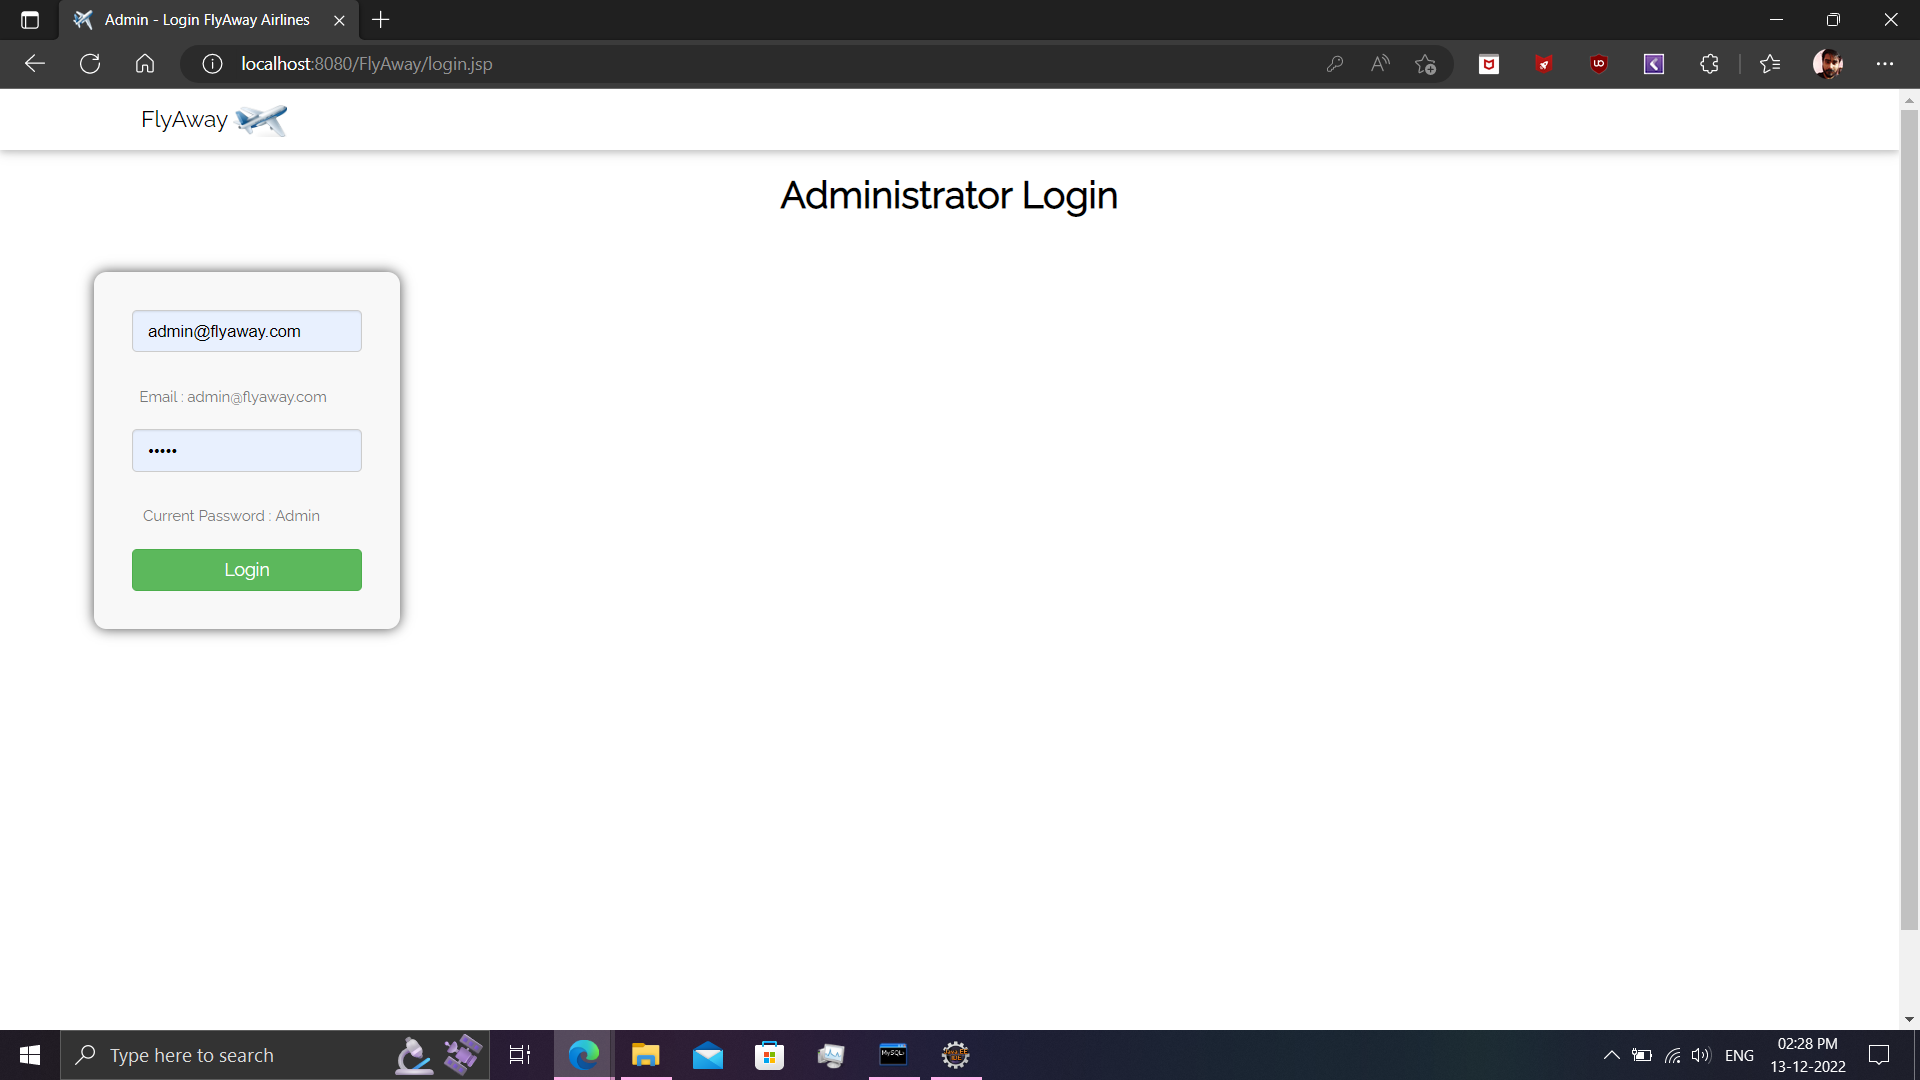 Admin - Login FlyAway Airlines
localhost:8080/FlyAway/login.jsp
FlyAway
Administrator Login
admin@flyaway.com
Email : admin@flyaway.com
•••••
Current Password : Admin
Login
Type here to search
MySQL
ENG
02:28 PM
13-12-2022